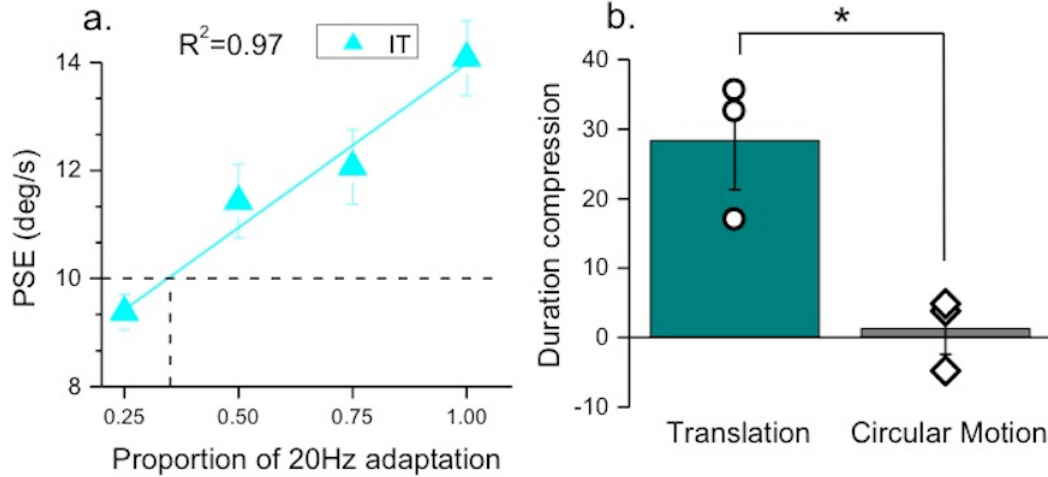 a.
R²=0.97
IT
PSE (deg/s)
14
12
10
8
0.25 0.50 0.75 1.00
Proportion of 20Hz adaptation
b.
*
Duration compression
40
30
20
10
0
-10
Translation Circular Motion